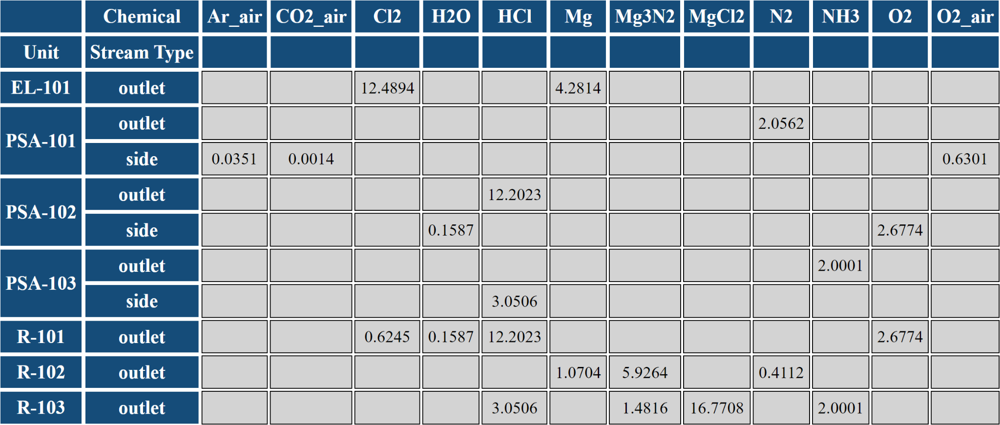 Chemical Ar_air CO2_air Cl2 H2O HCl Mg Mg3N2 MgCl2 N2 NH3 O2 O2_air
Unit Stream Type
EL-101 outlet 12.4894 4.2814
PSA-101 outlet 2.0562
side 0.0351 0.0014 0.6301
PSA-102 outlet 12.2023
side 0.1587 2.6774
PSA-103 outlet 2.0001
side 3.0506
R-101 outlet 0.6245 0.1587 12.2023 2.6774
R-102 outlet 1.0704 5.9264 0.4112
R-103 outlet 3.0506 1.4816 16.7708 2.0001